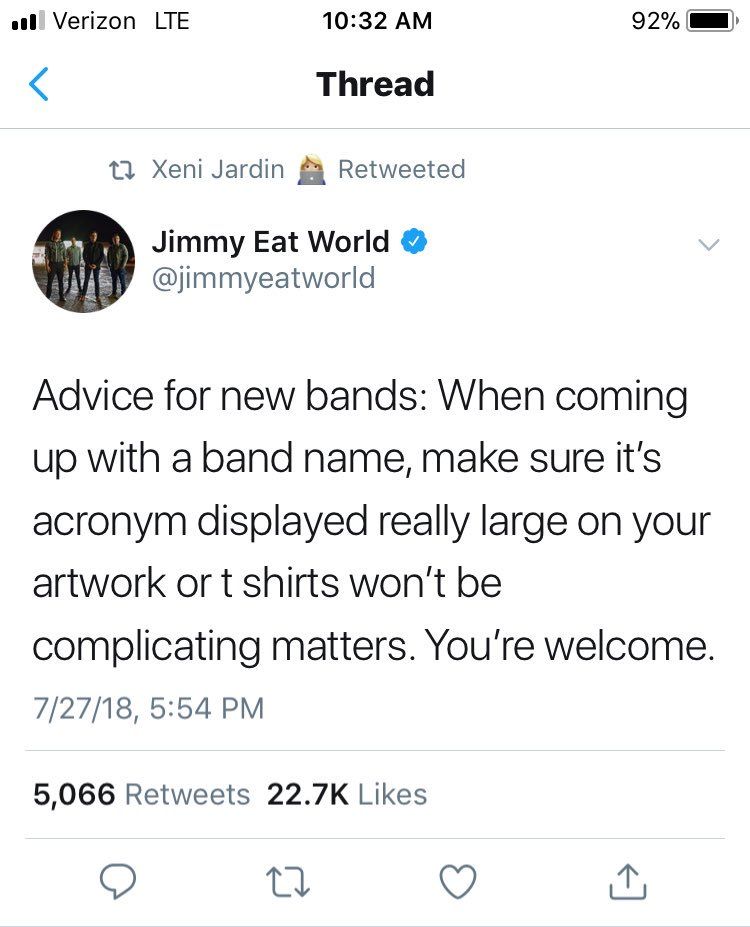 Verizon LTE 10:32 AM 92%
Thread
Xeni Jardin 👩🏼‍💻 Retweeted
Jimmy Eat World
@jimmyeatworld
Advice for new bands: When coming
up with a band name, make sure it’s
acronym displayed really large on your
artwork or t shirts won’t be
complicating matters. You’re welcome.
7/27/18, 5:54 PM
5,066 Retweets 22.7K Likes